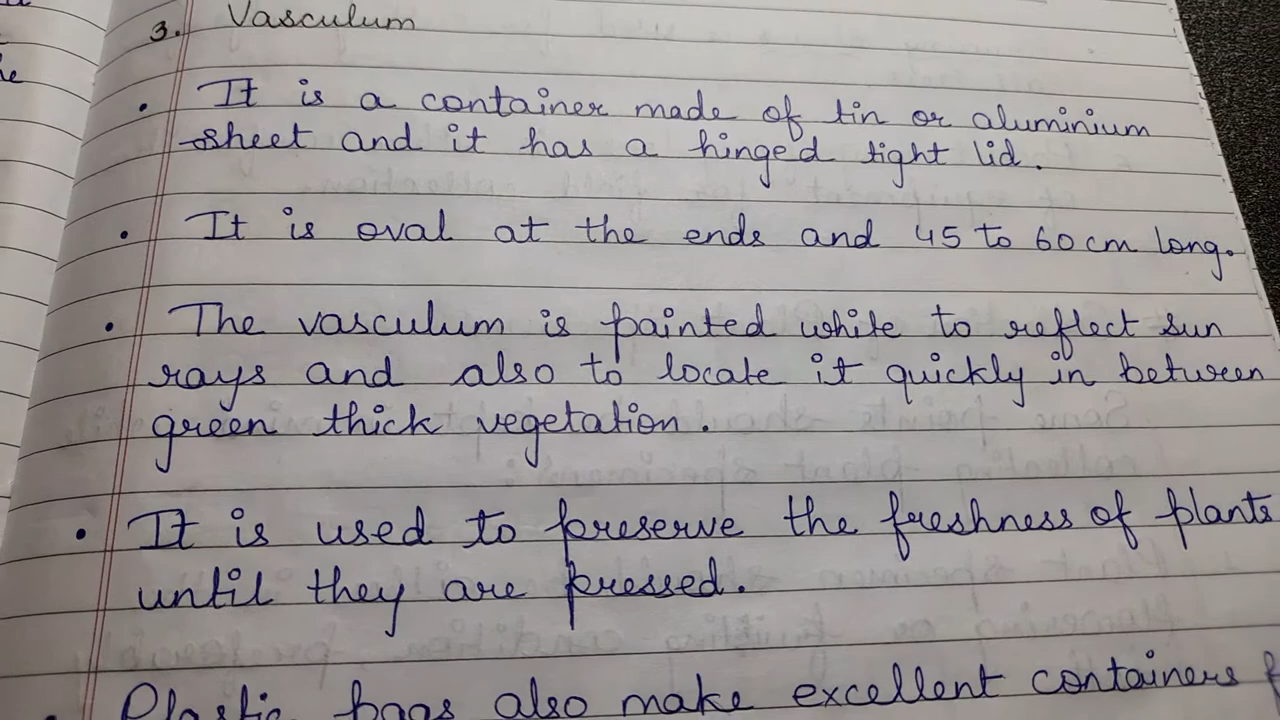 he
3. Vasculum
• It is a container made of tin or aluminium
sheet and it has a hinged tight lid.
• It is oval at the ends and 45 to 60 cm long.
• The vasculum is painted white to reflect sun
rays and also to locate it quickly in between
green thick vegetation.
• It is used to preserve the freshness of plants
until they are pressed.
• Plastic bags also make excellent containers